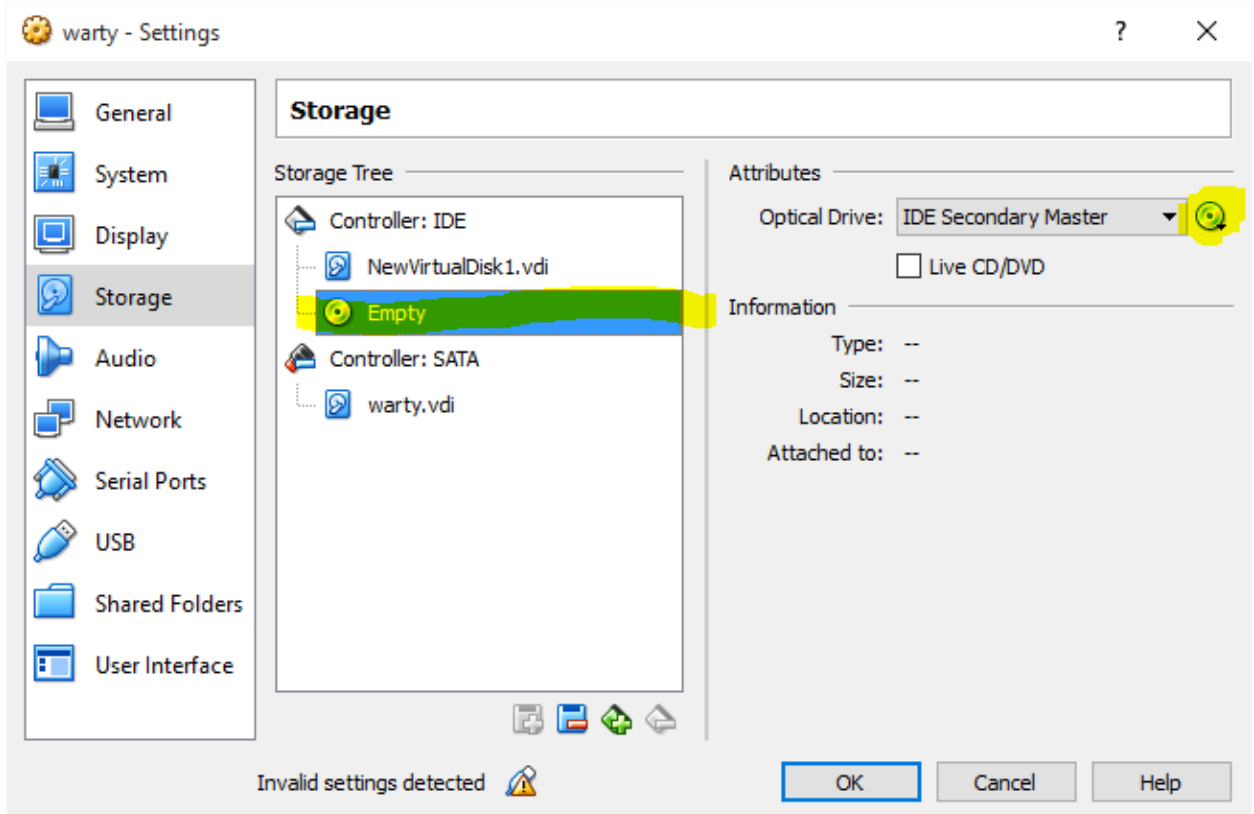 warty - Settings
?
General
System
Display
Storage
Audio
Network
Serial Ports
USB
Shared Folders
User Interface
Storage
Storage Tree
Controller: IDE
NewVirtualDisk1.vdi
Empty
Controller: SATA
warty.vdi
Attributes
Optical Drive: IDE Secondary Master
Live CD/DVD
Information
Type: --
Size: --
Location: --
Attached to: --
Invalid settings detected
OK
Cancel
Help